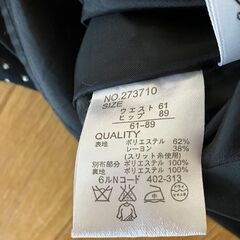 NO.273710
SIZE
ウエスト 61
ヒップ 89
61-89
QUALITY
表地 ポリエステル 62%
レーヨン 38%
(スリット糸使用)
別布部分 ポリエステル 100%
裏地 ポリエステル 100%
6ルNコード 402-313